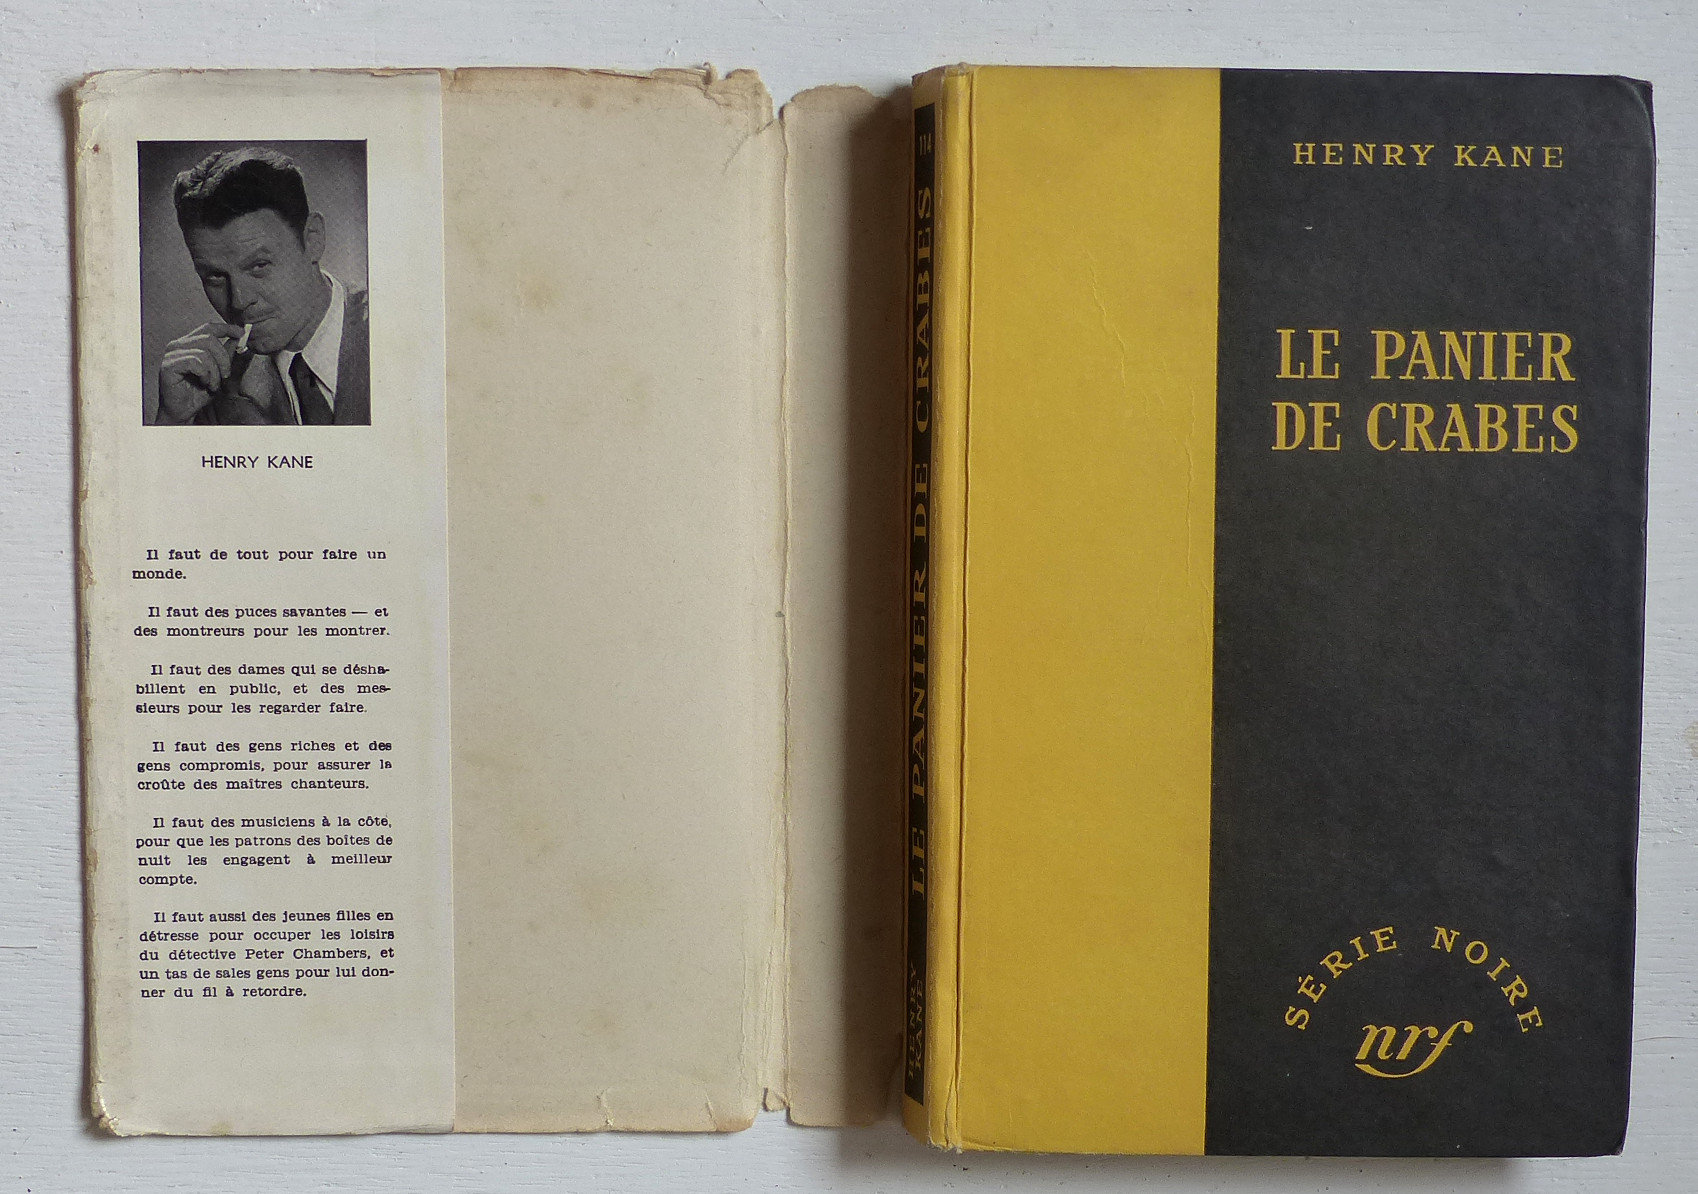 HENRY KANE
Il faut de tout pour faire un
monde.
Il faut des puces savantes — et
des montreurs pour les montrer.
Il faut des dames qui se désha-
billent en public, et des mes-
sieurs pour les regarder faire.
Il faut des gens riches et des
gens compromis, pour assurer la
croûte des maîtres chanteurs.
Il faut des musiciens à la côte,
pour que les patrons des boîtes de
nuit les engagent à meilleur
compte.
Il faut aussi des jeunes filles en
détresse pour occuper les loisirs
du détective Peter Chambers, et
un tas de sales gens pour lui don-
ner du fil à retordre.
HENRY
KANE
LE PANIER DE CRABES
114
HENRY KANE
LE PANIER
DE CRABES
SÉRIE NOIRE
nrf